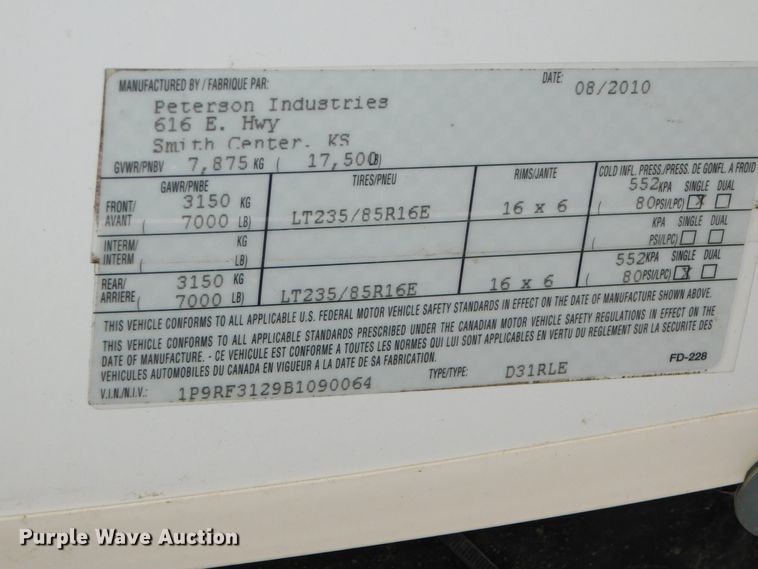 MANUFACTURED BY / FABRIQUE PAR: DATE: 08/2010
Peterson Industries
616 E. Hwy
Smith Center, KS
GVWR/PNBV 7,875 KG ( 17,500 LB)
GAWR/PNBE TIRES/PNEU RIMS/JANTE COLD INFL. PRESS./PRESS. DE GONFL. A FROID
FRONT/ 3150 KG 552 KPA SINGLE DUAL
AVANT ( 7000 LB) LT235/85R16E 16 x 6 ( 80 PSI/LPC) X
INTERM/ KG KPA SINGLE DUAL
INTERM ( LB) PSI/LPC)
REAR/ 3150 KG 552 KPA SINGLE DUAL
ARRIERE ( 7000 LB) LT235/85R16E 16 x 6 ( 80 PSI/LPC) X
THIS VEHICLE CONFORMS TO ALL APPLICABLE U.S. FEDERAL MOTOR VEHICLE SAFETY STANDARDS IN EFFECT ON THE DATE OF MANUFACTURE SHOWN ABOVE.
THIS VEHICLE CONFORMS TO ALL APPLICABLE STANDARDS PRESCRIBED UNDER THE CANADIAN MOTOR VEHICLE SAFETY REGULATIONS IN EFFECT ON THE
DATE OF MANUFACTURE. - CE VEHICULE EST CONFORME A TOUTES LES NORMES QUI LUI SONT APPLICABLES EN VERTU DU REGLEMENT SUR LA SECURITE DES
VEHICULES AUTOMOBILES DU CANADA EN VIGUEUR A LA DATE DE SA FABRICATION. FD-228
V.I.N./N.I.V.: 1P9RF3129B1090064 TYPE/TYPE: D31RLE
Purple Wave Auction